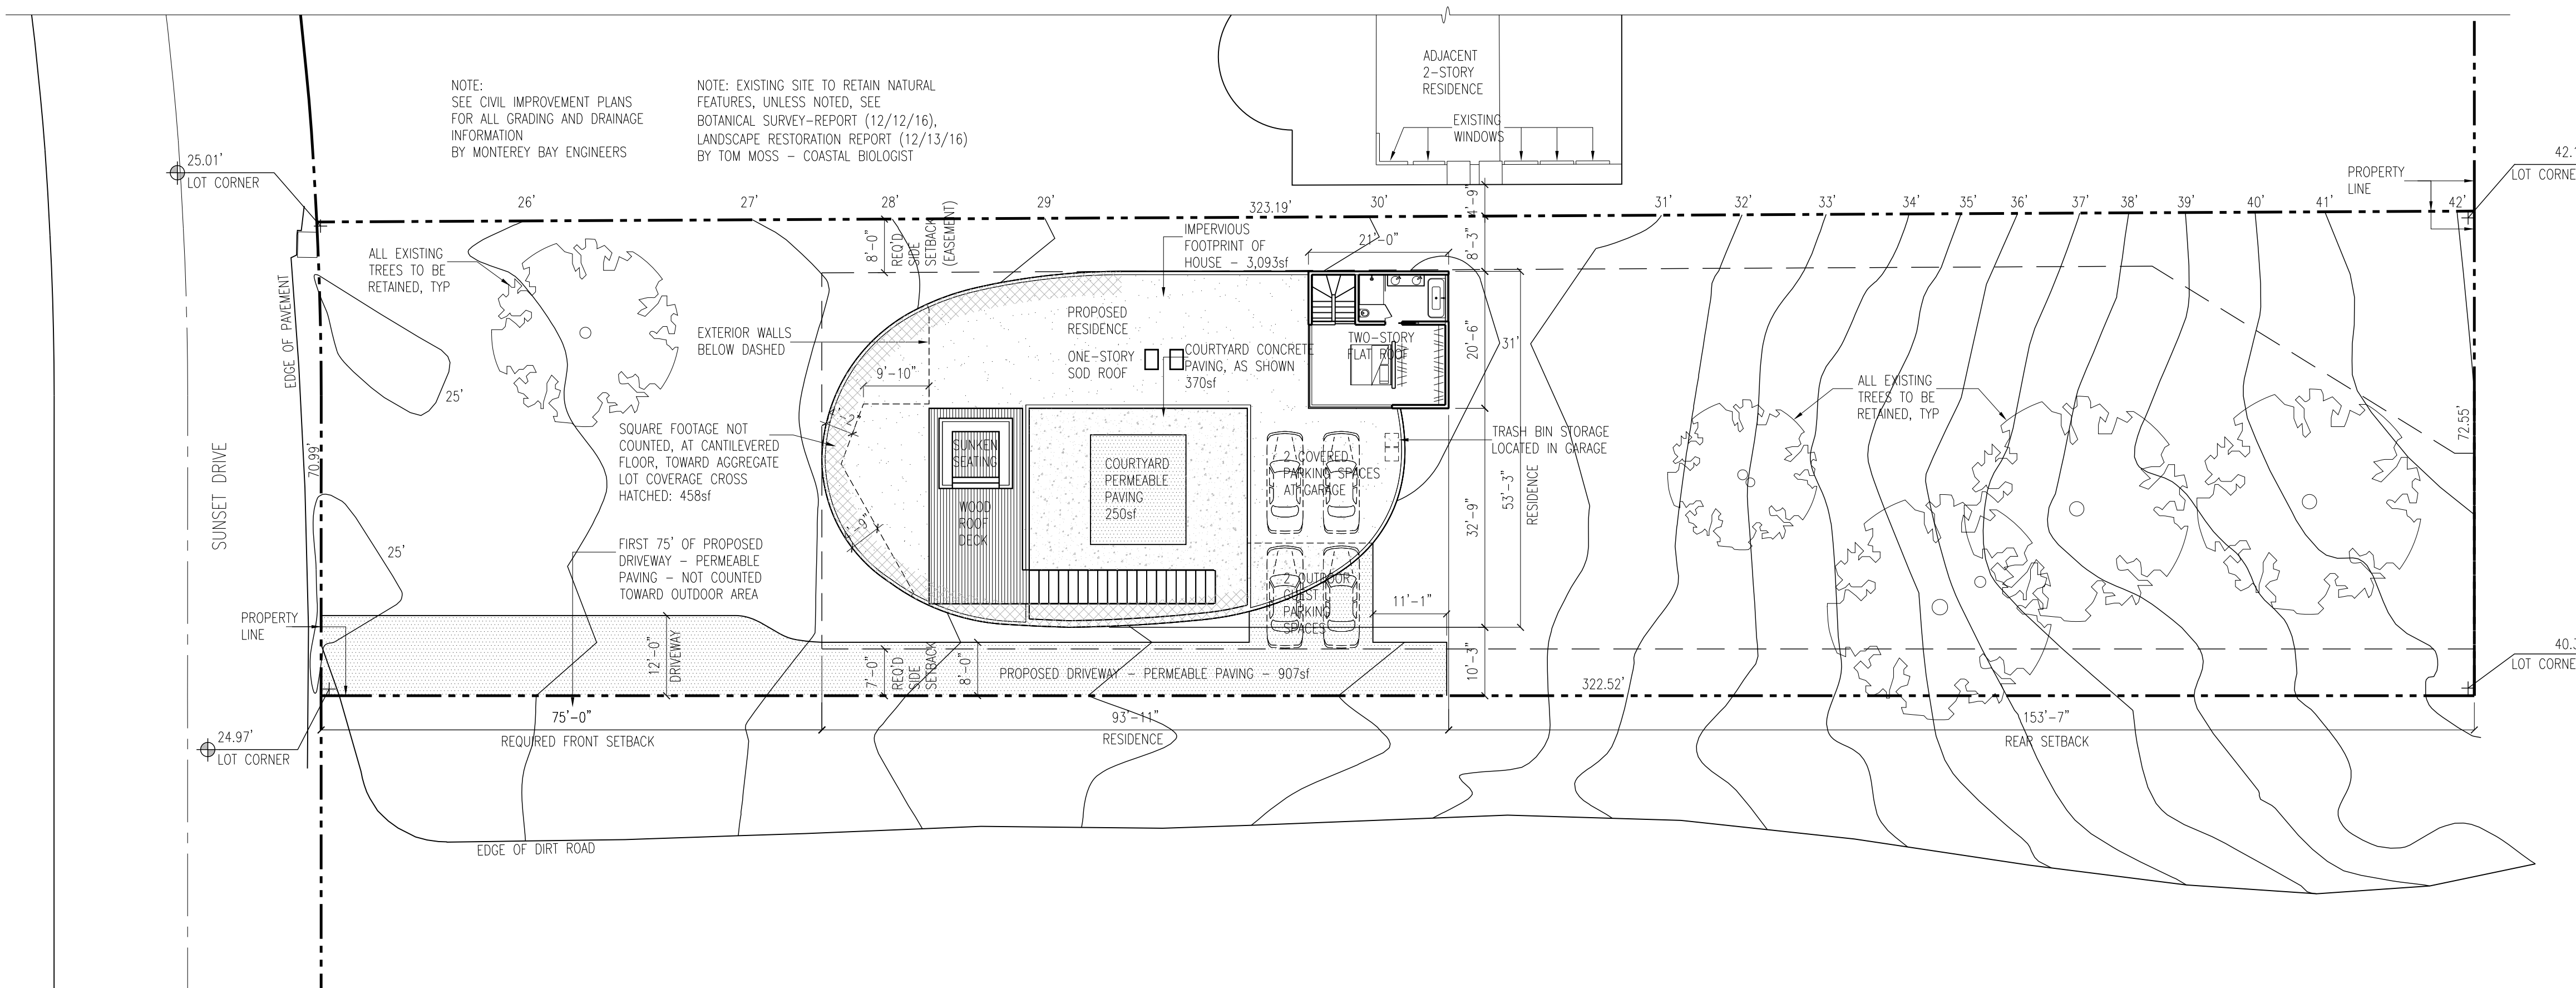 ADJACENT
2-STORY
RESIDENCE
EXISTING
WINDOWS
NOTE:
SEE CIVIL IMPROVEMENT PLANS
FOR ALL GRADING AND DRAINAGE
INFORMATION
BY MONTEREY BAY ENGINEERS
NOTE: EXISTING SITE TO RETAIN NATURAL
FEATURES, UNLESS NOTED, SEE
BOTANICAL SURVEY-REPORT (12/12/16),
LANDSCAPE RESTORATION REPORT (12/13/16)
BY TOM MOSS - COASTAL BIOLOGIST
25.01'
LOT CORNER
PROPERTY
LINE
LOT CORNE
26'
27'
28'
29'
323.19'
30'
4'-9"
31'
32'
33'
34'
35'
36'
37'
38'
39'
40'
41'
42'
8'-0"
REQ'D
SIDE
SETBACK
(EASEMENT)
IMPERVIOUS
FOOTPRINT OF
HOUSE - 3,093sf
21'-0"
8'-3"
ALL EXISTING
TREES TO BE
RETAINED, TYP
EDGE OF PAVEMENT
PROPOSED
RESIDENCE
EXTERIOR WALLS
BELOW DASHED
ONE-STORY
SOD ROOF
COURTYARD CONCRETE
PAVING, AS SHOWN
370sf
TWO-STORY
FLAT ROOF
20'-6"
31'
9'-10"
25'
ALL EXISTING
TREES TO BE
RETAINED, TYP
SQUARE FOOTAGE NOT
COUNTED, AT CANTILEVERED
FLOOR, TOWARD AGGREGATE
LOT COVERAGE CROSS
HATCHED: 458sf
SUNKEN
SEATING
WOOD
ROOF
DECK
COURTYARD
PERMEABLE
PAVING
250sf
2 COVERED
PARKING SPACES
AT GARAGE
TRASH BIN STORAGE
LOCATED IN GARAGE
72.55'
70.99'
SUNSET DRIVE
32'-9"
53'-3"
RESIDENCE
25'
FIRST 75' OF PROPOSED
DRIVEWAY - PERMEABLE
PAVING - NOT COUNTED
TOWARD OUTDOOR AREA
2 OUTDOOR
GUEST
PARKING
SPACES
11'-1"
PROPERTY
LINE
12'-0"
DRIVEWAY
7'-0"
REQ'D
SIDE
SETBACK
8'-0"
PROPOSED DRIVEWAY - PERMEABLE PAVING - 907sf
10'-3"
322.52'
LOT CORNE
75'-0"
REQUIRED FRONT SETBACK
93'-11"
RESIDENCE
153'-7"
REAR SETBACK
24.97'
LOT CORNER
EDGE OF DIRT ROAD